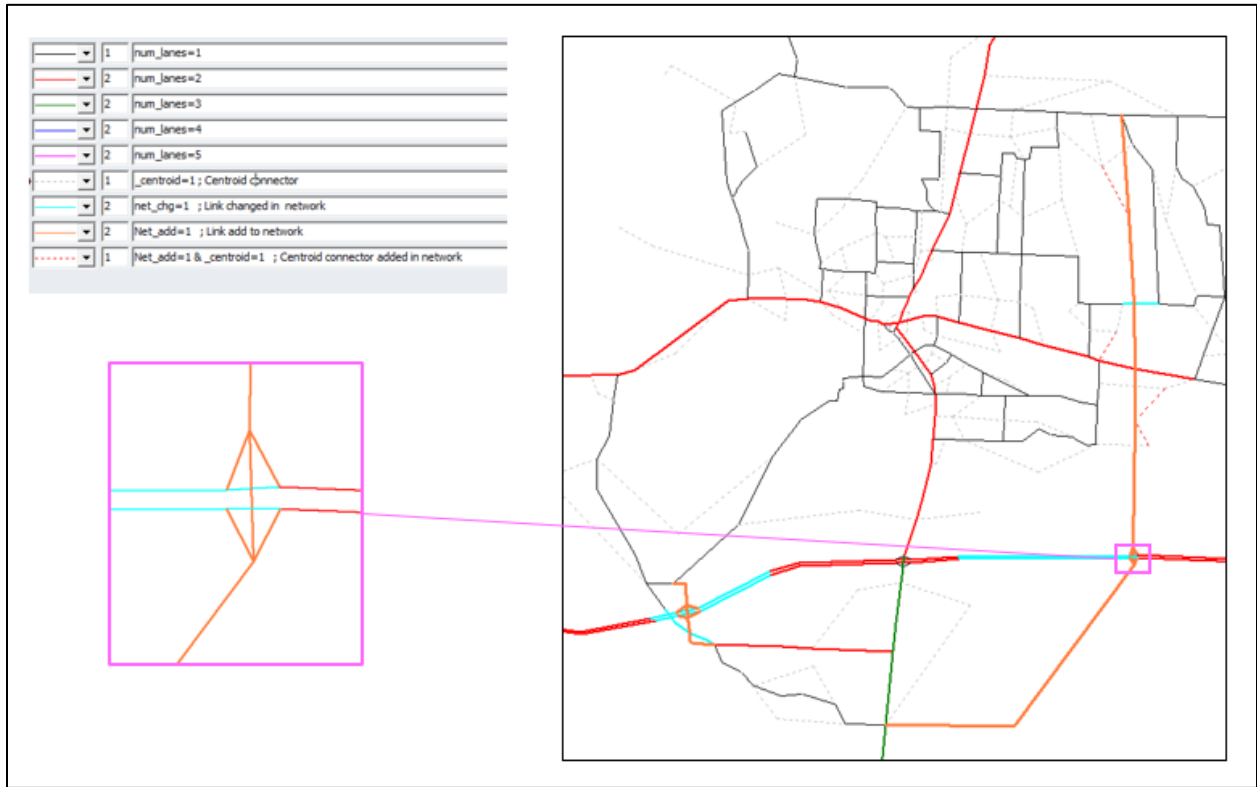 1 num_lanes=1
2 num_lanes=2
2 num_lanes=3
2 num_lanes=4
2 num_lanes=5
1 _centroid=1 ; Centroid connector
2 net_chg=1 ; Link changed in network
2 Net_add=1 ; Link add to network
1 Net_add=1 & _centroid=1 ; Centroid connector added in network